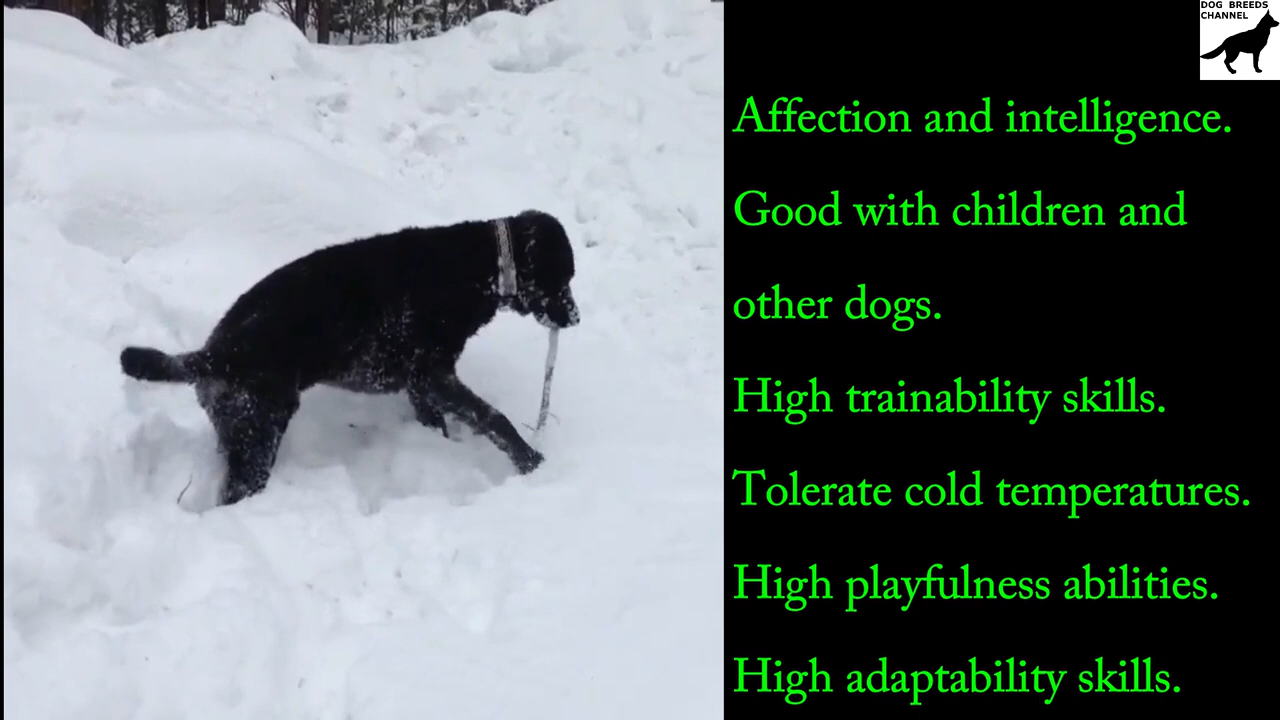 DOG BREEDS
CHANNEL
Affection and intelligence.
Good with children and
other dogs.
High trainability skills.
Tolerate cold temperatures.
High playfulness abilities.
High adaptability skills.